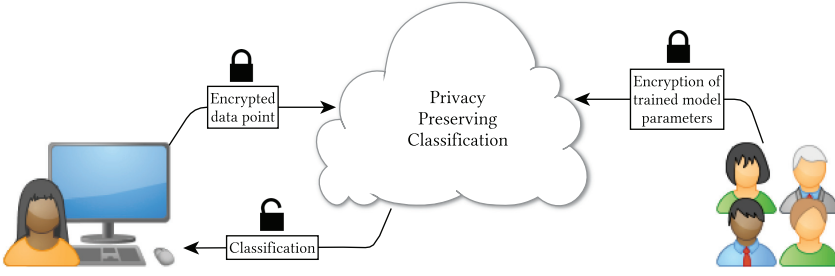 Encrypted
data point
Privacy
Preserving
Classification
Encryption of
trained model
parameters
Classification